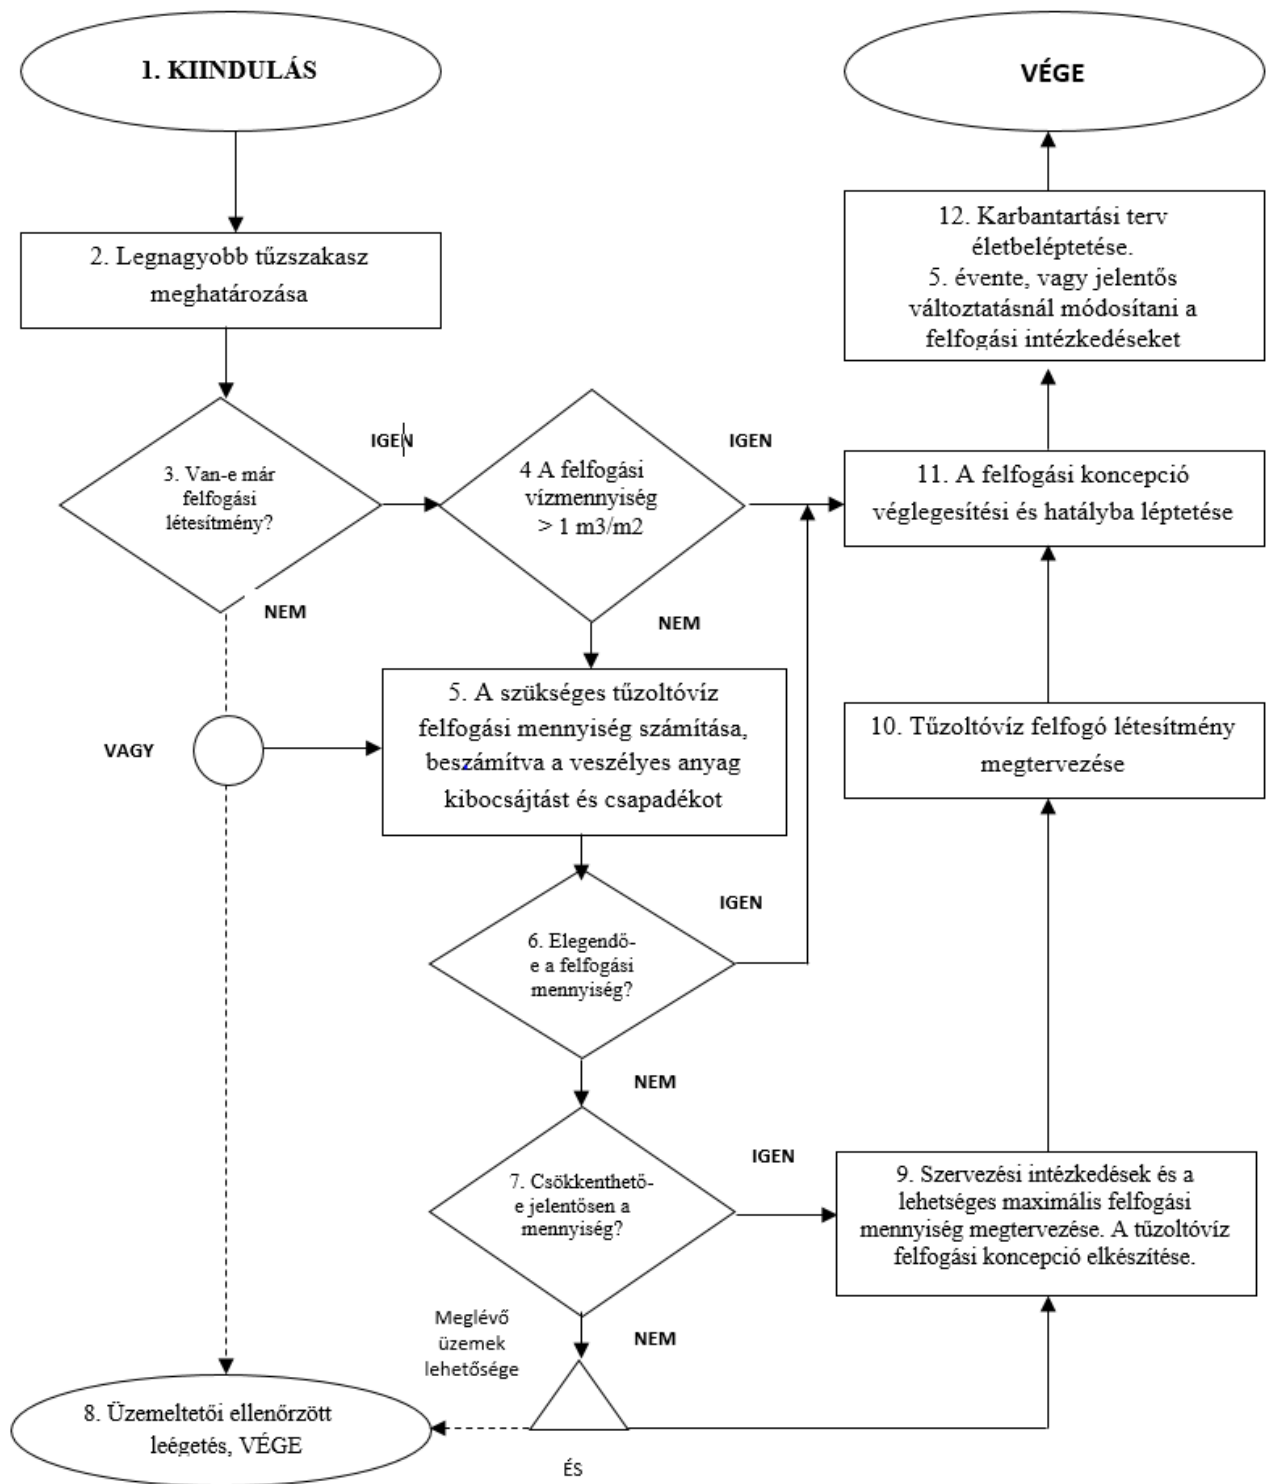 1. KIINDULÁS
VÉGE
2. Legnagyobb tűzszakasz
meghatározása
12. Karbantartási terv
életbeléptetése.
5. évente, vagy jelentős
változtatásnál módosítani a
felfogási intézkedéseket
3. Van-e már
felfogási
létesítmény?
IGEN
4 A felfogási
vízmennyiség
> 1 m3/m2
IGEN
11. A felfogási koncepció
véglegesítési és hatályba léptetése
NEM
NEM
5. A szükséges tűzoltóvíz
felfogási mennyiség számítása,
beszámítva a veszélyes anyag
kibocsájtást és csapadékot
VAGY
10. Tűzoltóvíz felfogó létesítmény
megtervezése
6. Elegendő-
e a felfogási
mennyiség?
IGEN
NEM
7. Csökkenthető-
e jelentősen a
mennyiség?
IGEN
9. Szervezési intézkedések és a
lehetséges maximális felfogási
mennyiség megtervezése. A tűzoltóvíz
felfogási koncepció elkészítése.
NEM
Meglévő
üzemek
lehetősége
8. Üzemeltetői ellenőrzött
leégetés, VÉGE
ÉS